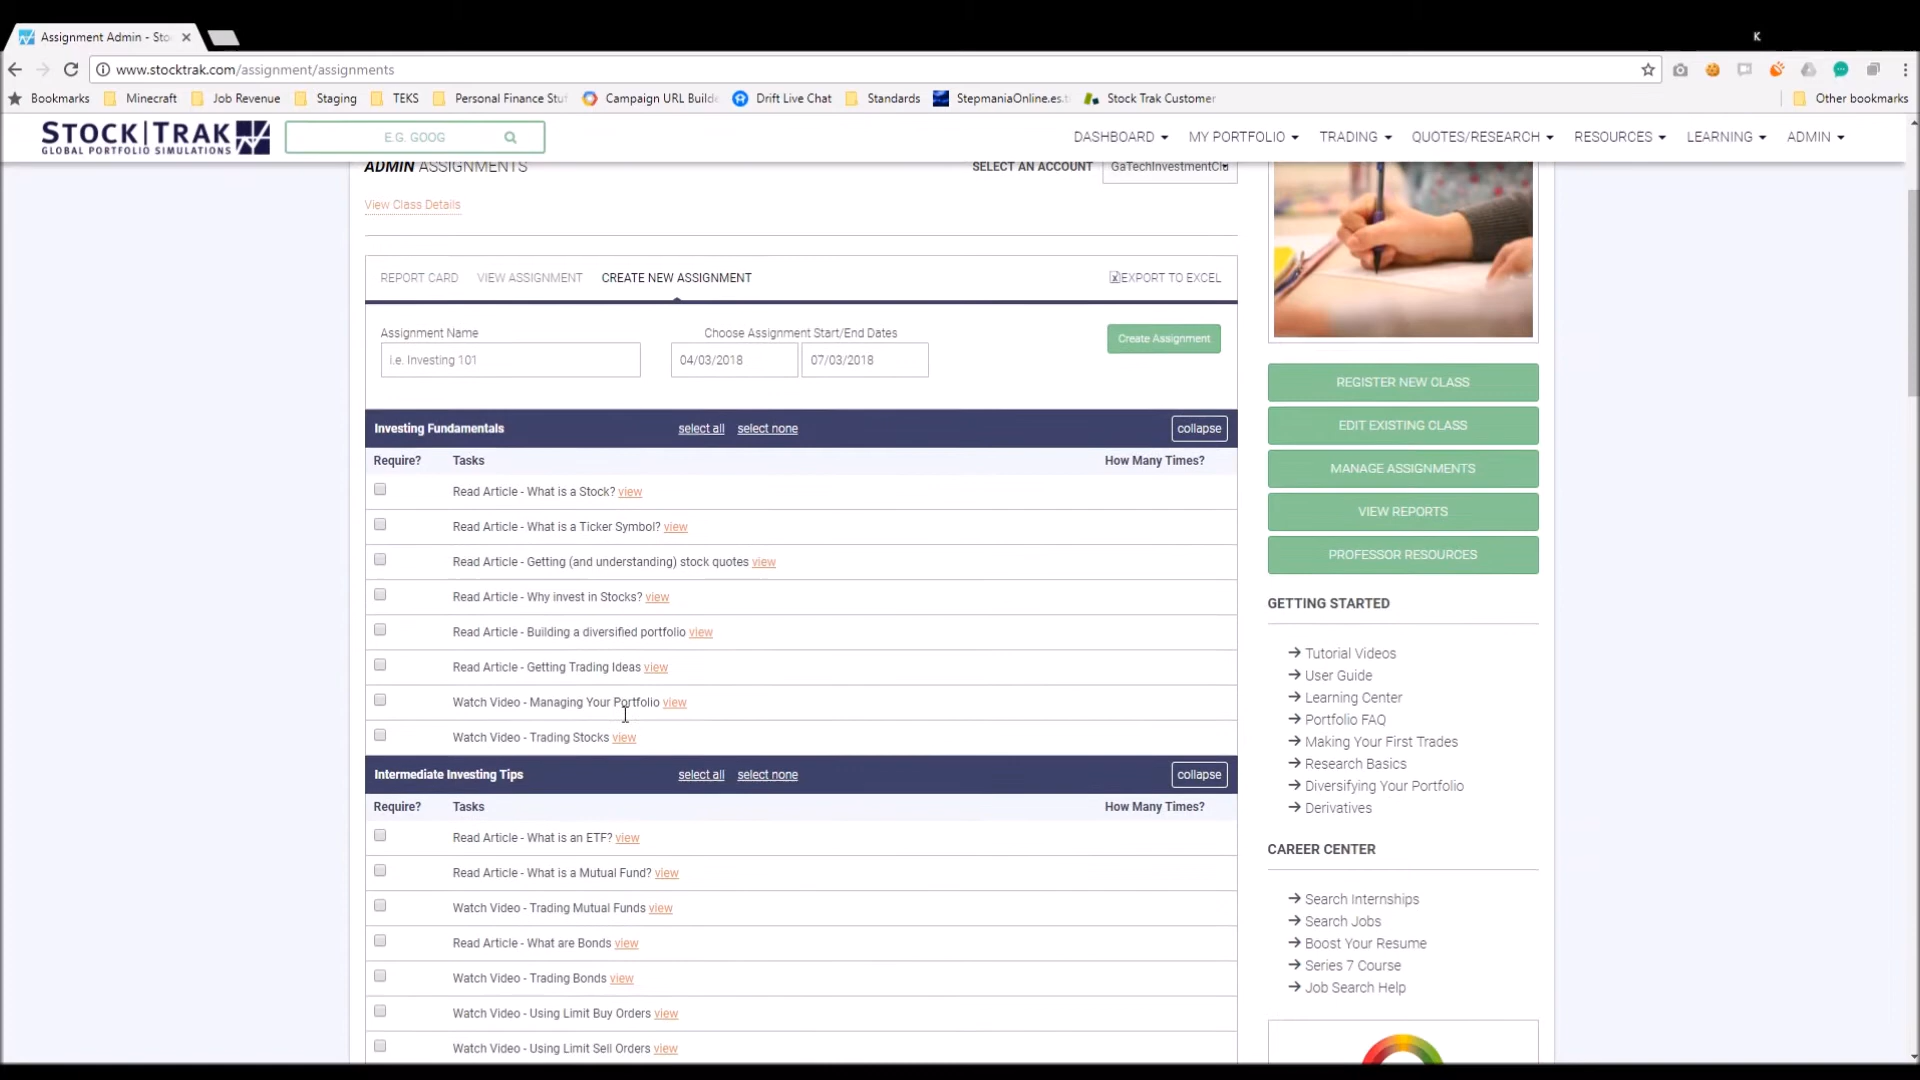 Assignment Admin - Sto
K
www.stocktrak.com/assignment/assignments
Bookmarks Minecraft Job Revenue Staging TEKS Personal Finance Stuf Campaign URL Builde Drift Live Chat Standards StepmaniaOnline.es.ti Stock Trak Customer Other bookmarks
STOCK|TRAK
GLOBAL PORTFOLIO SIMULATIONS
E.G. GOOG
DASHBOARD MY PORTFOLIO TRADING QUOTES/RESEARCH RESOURCES LEARNING ADMIN
ADMIN ASSIGNMENTS
SELECT AN ACCOUNT GaTechInvestmentClu
View Class Details
REPORT CARD VIEW ASSIGNMENT CREATE NEW ASSIGNMENT EXPORT TO EXCEL
Assignment Name Choose Assignment Start/End Dates
Create Assignment
i.e. Investing 101 04/03/2018 07/03/2018
Investing Fundamentals select all select none collapse
Require? Tasks How Many Times?
Read Article - What is a Stock? view
Read Article - What is a Ticker Symbol? view
Read Article - Getting (and understanding) stock quotes view
Read Article - Why invest in Stocks? view
Read Article - Building a diversified portfolio view
Read Article - Getting Trading Ideas view
Watch Video - Managing Your Portfolio view
Watch Video - Trading Stocks view
Intermediate Investing Tips select all select none collapse
Require? Tasks How Many Times?
Read Article - What is an ETF? view
Read Article - What is a Mutual Fund? view
Watch Video - Trading Mutual Funds view
Read Article - What are Bonds view
Watch Video - Trading Bonds view
Watch Video - Using Limit Buy Orders view
Watch Video - Using Limit Sell Orders view
REGISTER NEW CLASS
EDIT EXISTING CLASS
MANAGE ASSIGNMENTS
VIEW REPORTS
PROFESSOR RESOURCES
GETTING STARTED
Tutorial Videos
User Guide
Learning Center
Portfolio FAQ
Making Your First Trades
Research Basics
Diversifying Your Portfolio
Derivatives
CAREER CENTER
Search Internships
Search Jobs
Boost Your Resume
Series 7 Course
Job Search Help